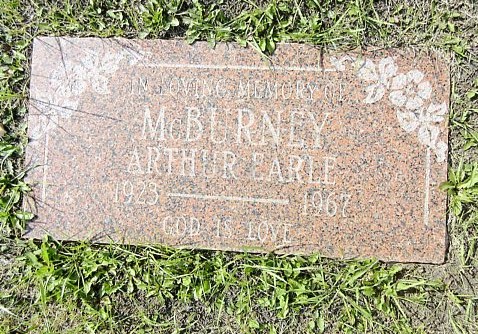 IN LOVING MEMORY OF
McBURNEY
ARTHUR EARLE
1923 — 1967
GOD IS LOVE